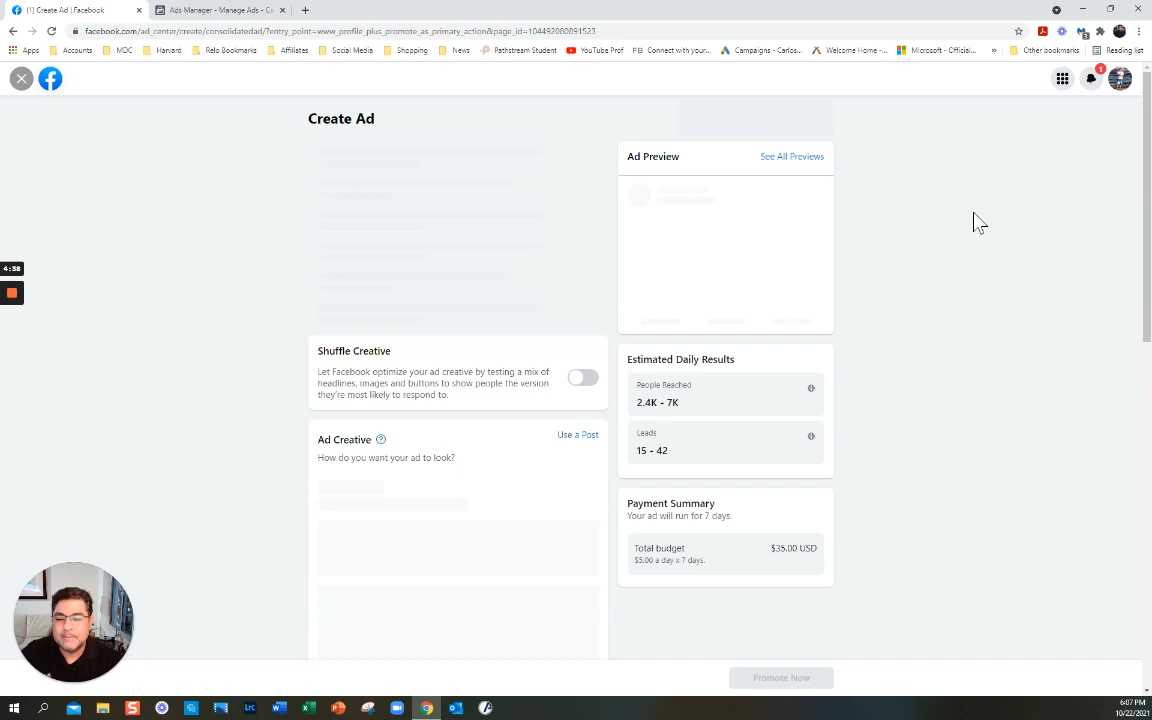 (1) Create Ad | Facebook
Ads Manager - Manage Ads - Co
facebook.com/ad_center/create/consolidatedad/?entry_point=www_profile_plus_promote_as_primary_action&page_id=104492080891523
Apps Accounts MDC Harvard Relo Bookmarks Affiliates Social Media Shopping News Pathstream Student YouTube Prof FB Connect with your... Campaigns - Carlos... Welcome Home -... Microsoft - Official... » Other bookmarks Reading list
1
Create Ad
Ad Preview See All Previews
4:38
Shuffle Creative
Let Facebook optimize your ad creative by testing a mix of
headlines, images and buttons to show people the version
they're most likely to respond to.
Estimated Daily Results
People Reached
2.4K - 7K
Leads
15 - 42
Ad Creative Use a Post
How do you want your ad to look?
Payment Summary
Your ad will run for 7 days.
Total budget $35.00 USD
$5.00 a day x 7 days.
Promote Now
6:07 PM
10/22/2021